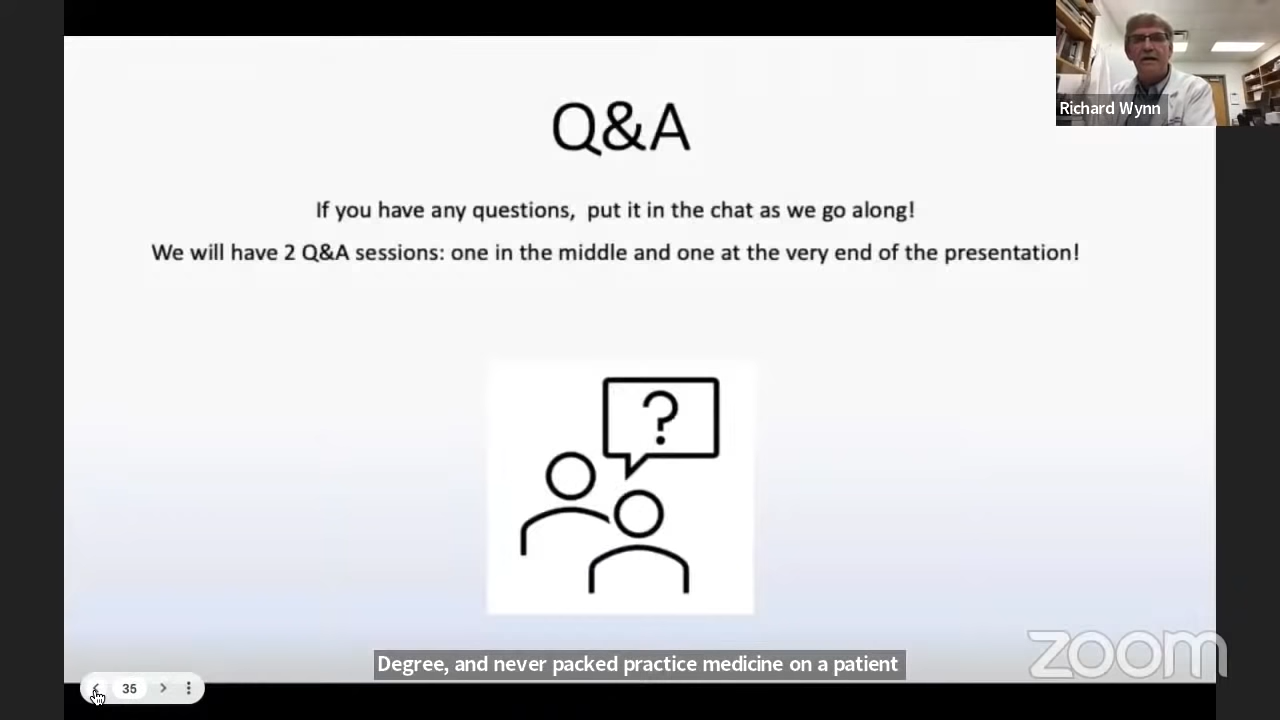 Richard Wynn
Q&A
If you have any questions, put it in the chat as we go along!
We will have 2 Q&A sessions: one in the middle and one at the very end of the presentation!
?
Degree, and never packed practice medicine on a patient
zoom
35